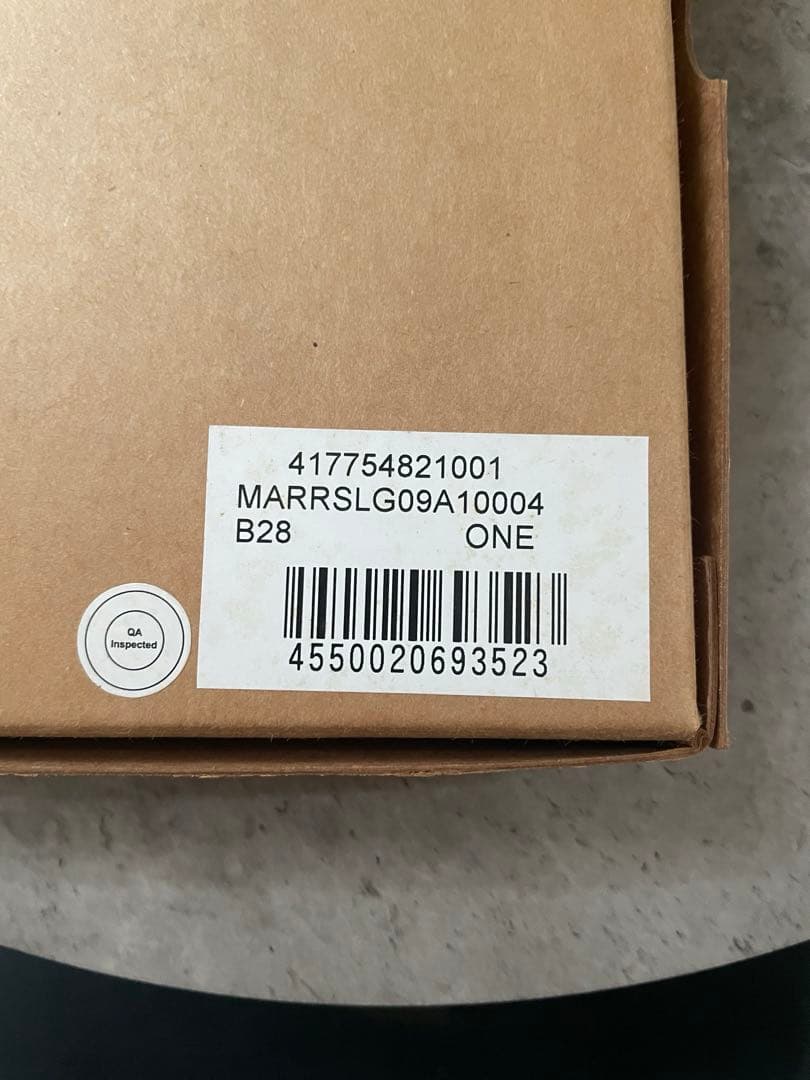 417754821001
MARRSLG09A10004
B28 ONE
4550020693523
QA
Inspected